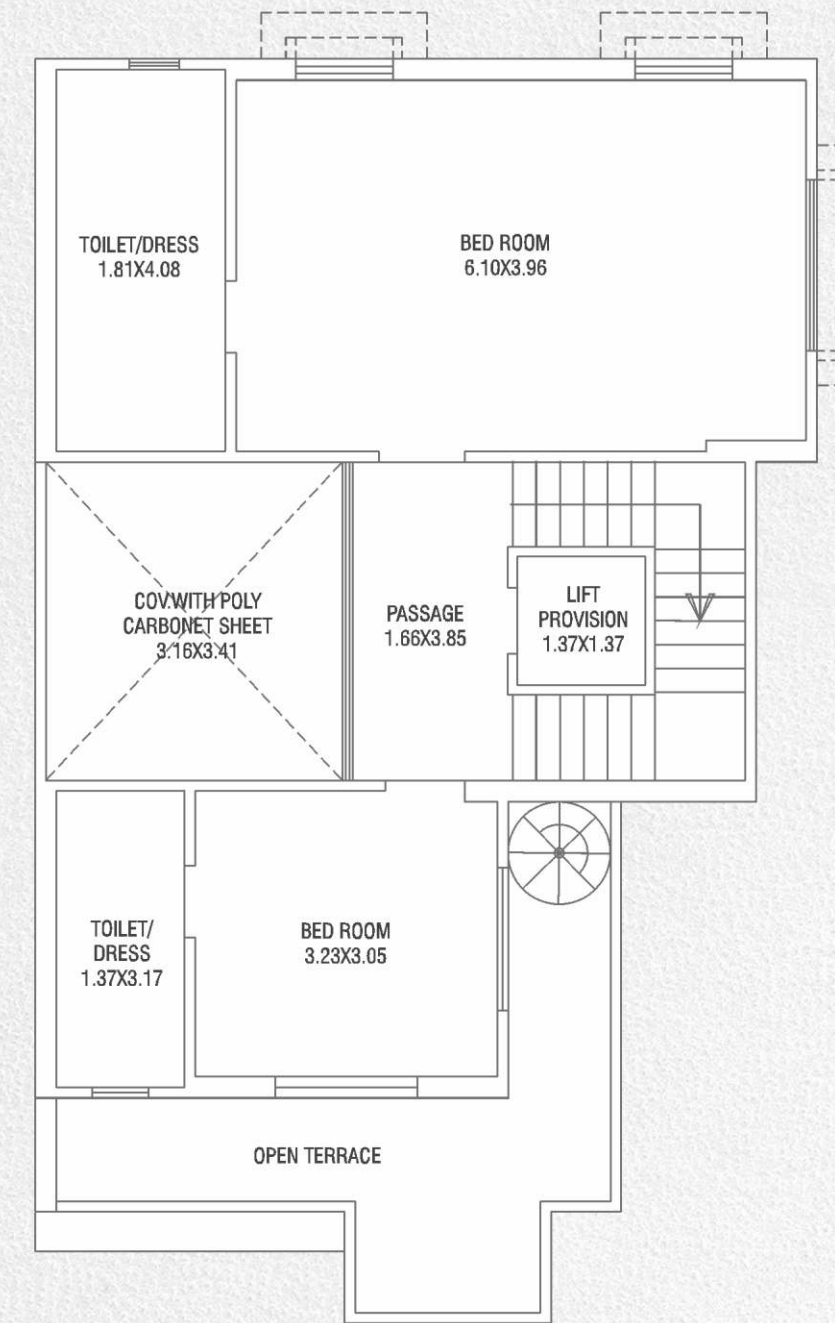 TOILET/DRESS
1.81X4.08
BED ROOM
6.10X3.96
COV.WITH POLY
CARBONET SHEET
3.16X3.41
PASSAGE
1.66X3.85
LIFT
PROVISION
1.37X1.37
TOILET/
DRESS
1.37X3.17
BED ROOM
3.23X3.05
OPEN TERRACE